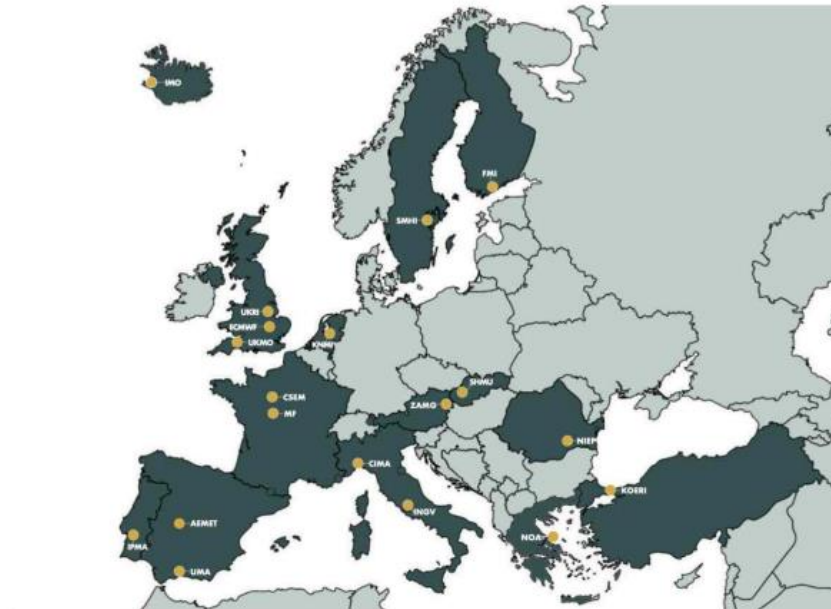 IMO
FMI
SMHI
UKRI
ECMWF
UKMO
KNMI
SHMU
CSEM
ZAMG
MF
NIEP
CIMA
KOERI
INGV
AEMET
NOA
IPMA
UMA